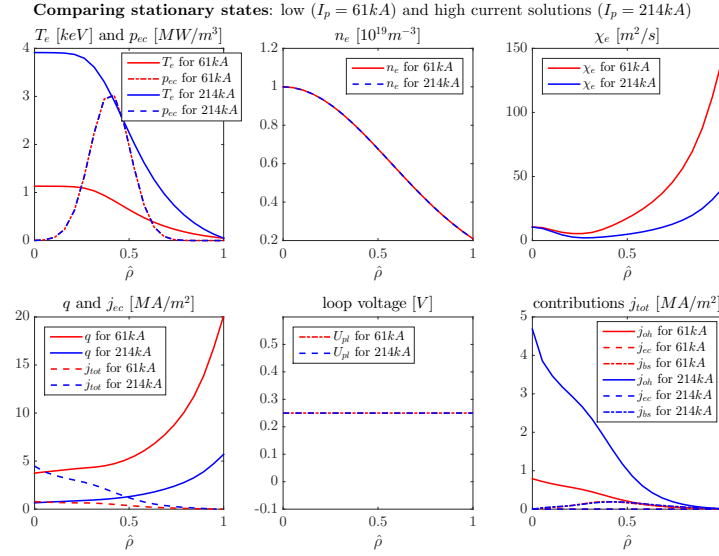 Comparing stationary states: low (I_p = 61kA) and high current solutions (I_p = 214kA)
T_e [keV] and p_ec [MW/m^3]
T_e for 61kA
p_ec for 61kA
T_e for 214kA
p_ec for 214kA
4
3
2
1
0
0
0.5
1
ρ̂
n_e [10^19 m^-3]
n_e for 61kA
n_e for 214kA
1.2
1
0.8
0.6
0.4
0.2
0
0.5
1
ρ̂
χ_e [m^2/s]
χ_e for 61kA
χ_e for 214kA
150
100
50
0
0
0.5
ρ̂
q and j_ec [MA/m^2]
q for 61kA
q for 214kA
j_tot for 61kA
j_tot for 214kA
20
15
10
5
0
0
0.5
1
ρ̂
loop voltage [V]
U_pl for 61kA
U_pl for 214kA
0.5
0.4
0.3
0.2
0.1
0
-0.1
0
0.5
1
ρ̂
contributions j_tot [MA/m^2]
j_oh for 61kA
j_ec for 61kA
j_bs for 61kA
j_oh for 214kA
j_ec for 214kA
j_bs for 214kA
5
4
3
2
1
0
0
0.5
ρ̂